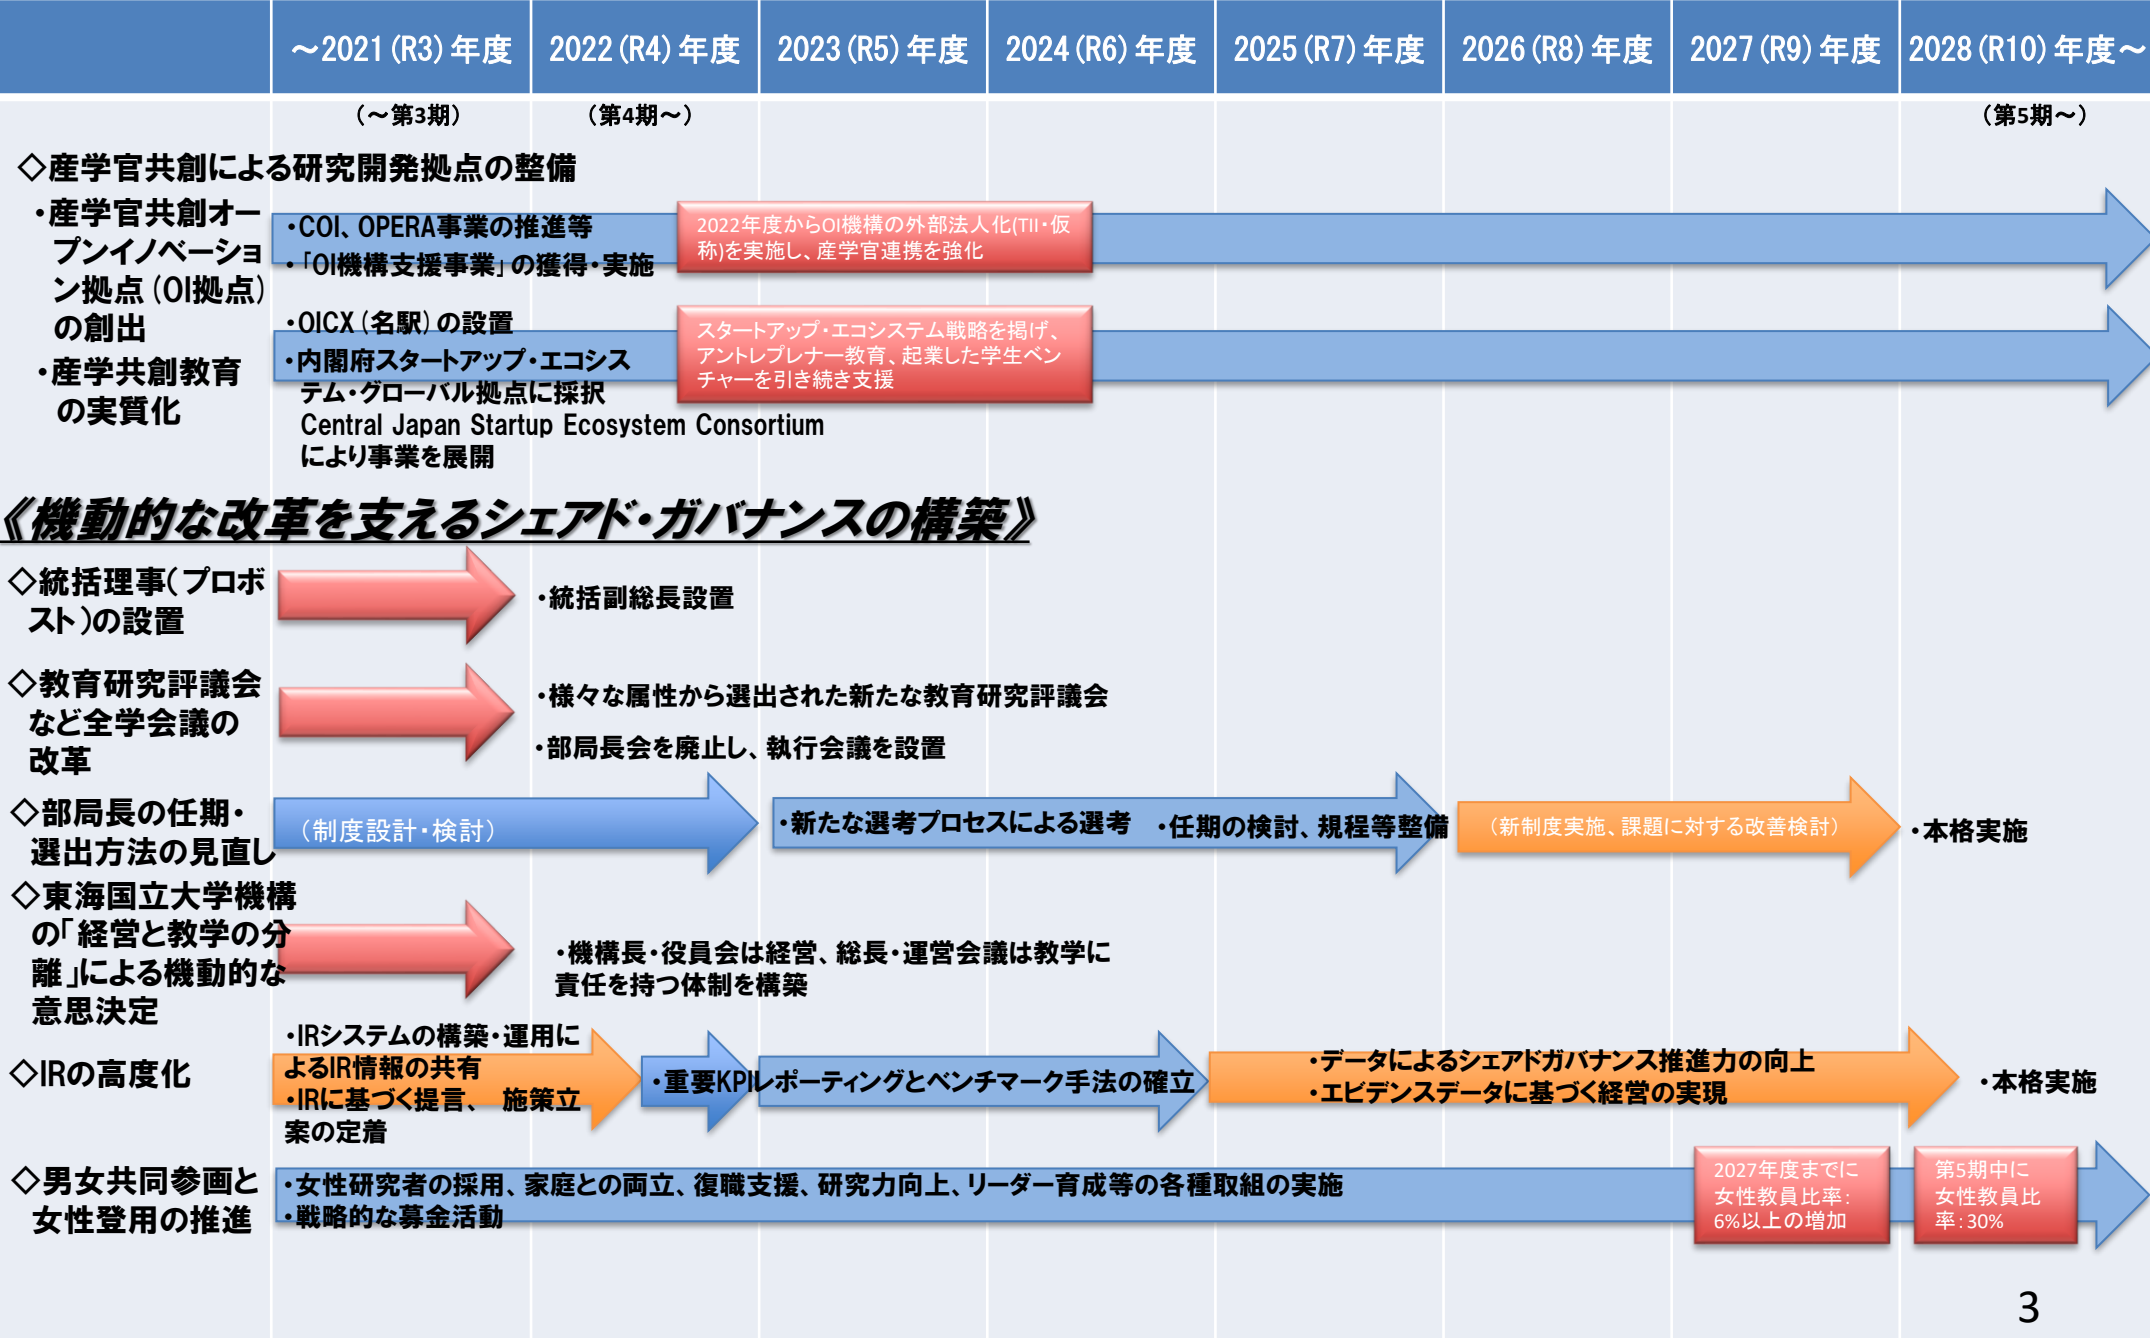 ～2021(R3)年度 2022(R4)年度 2023(R5)年度 2024(R6)年度 2025(R7)年度 2026(R8)年度 2027(R9)年度 2028(R10)年度～
（～第3期） （第4期～） （第5期～）
◇産学官共創による研究開発拠点の整備
・産学官共創オー
プンイノベーショ
ン拠点(OI拠点)
の創出
・COI、OPERA事業の推進等
・「OI機構支援事業」の獲得・実施
2022年度からOI機構の外部法人化(TII・仮
称)を実施し、産学官連携を強化
・産学共創教育
の実質化
・OICX(名駅)の設置
・内閣府スタートアップ・エコシス
テム・グローバル拠点に採択
Central Japan Startup Ecosystem Consortium
により事業を展開
スタートアップ・エコシステム戦略を掲げ、
アントレプレナー教育、起業した学生ベン
チャーを引き続き支援
《機動的な改革を支えるシェアド・ガバナンスの構築》
◇統括理事（プロボ
スト）の設置
・統括副総長設置
◇教育研究評議会
など全学会議の
改革
・様々な属性から選出された新たな教育研究評議会
・部局長会を廃止し、執行会議を設置
◇部局長の任期・
選出方法の見直し
（制度設計・検討）
・新たな選考プロセスによる選考
・任期の検討、規程等整備
（新制度実施、課題に対する改善検討）
・本格実施
◇東海国立大学機構
の「経営と教学の分
離」による機動的な
意思決定
・機構長・役員会は経営、総長・運営会議は教学に
責任を持つ体制を構築
◇IRの高度化
・IRシステムの構築・運用に
よるIR情報の共有
・IRに基づく提言、 施策立
案の定着
・重要KPIレポーティングとベンチマーク手法の確立
・データによるシェアドガバナンス推進力の向上
・エビデンスデータに基づく経営の実現
・本格実施
◇男女共同参画と
女性登用の推進
・女性研究者の採用、家庭との両立、復職支援、研究力向上、リーダー育成等の各種取組の実施
・戦略的な募金活動
2027年度までに
女性教員比率：
6%以上の増加
第5期中に
女性教員比
率：30%
3